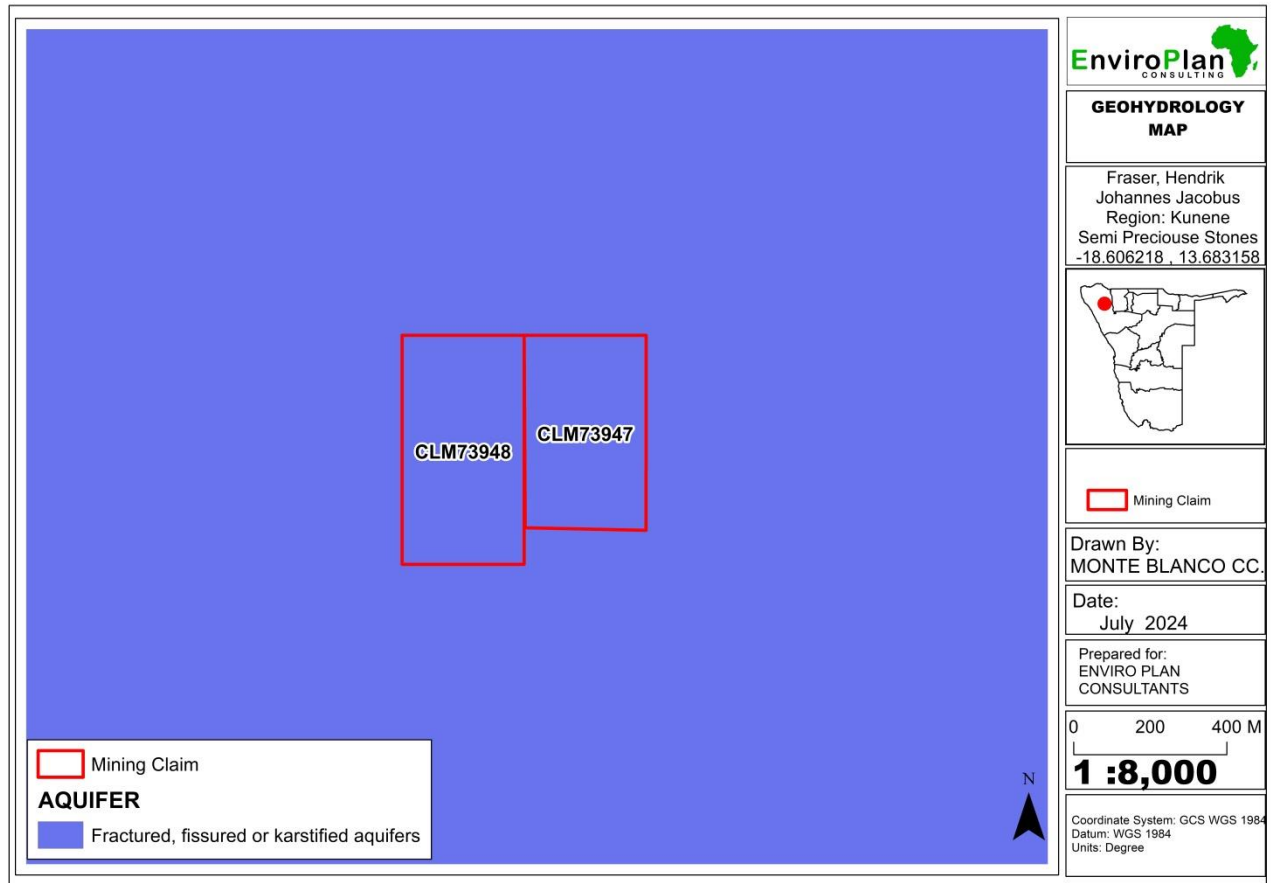 CLM73948
CLM73947
Mining Claim
AQUIFER
Fractured, fissured or karstified aquifers
N
EnviroPlan
CONSULTING
GEOHYDROLOGY
MAP
Fraser, Hendrik
Johannes Jacobus
Region: Kunene
Semi Preciouse Stones
-18.606218 , 13.683158
Mining Claim
Drawn By:
MONTE BLANCO CC.
Date:
July 2024
Prepared for:
ENVIRO PLAN
CONSULTANTS
0 200 400 M
1 :8,000
Coordinate System: GCS WGS 1984
Datum: WGS 1984
Units: Degree